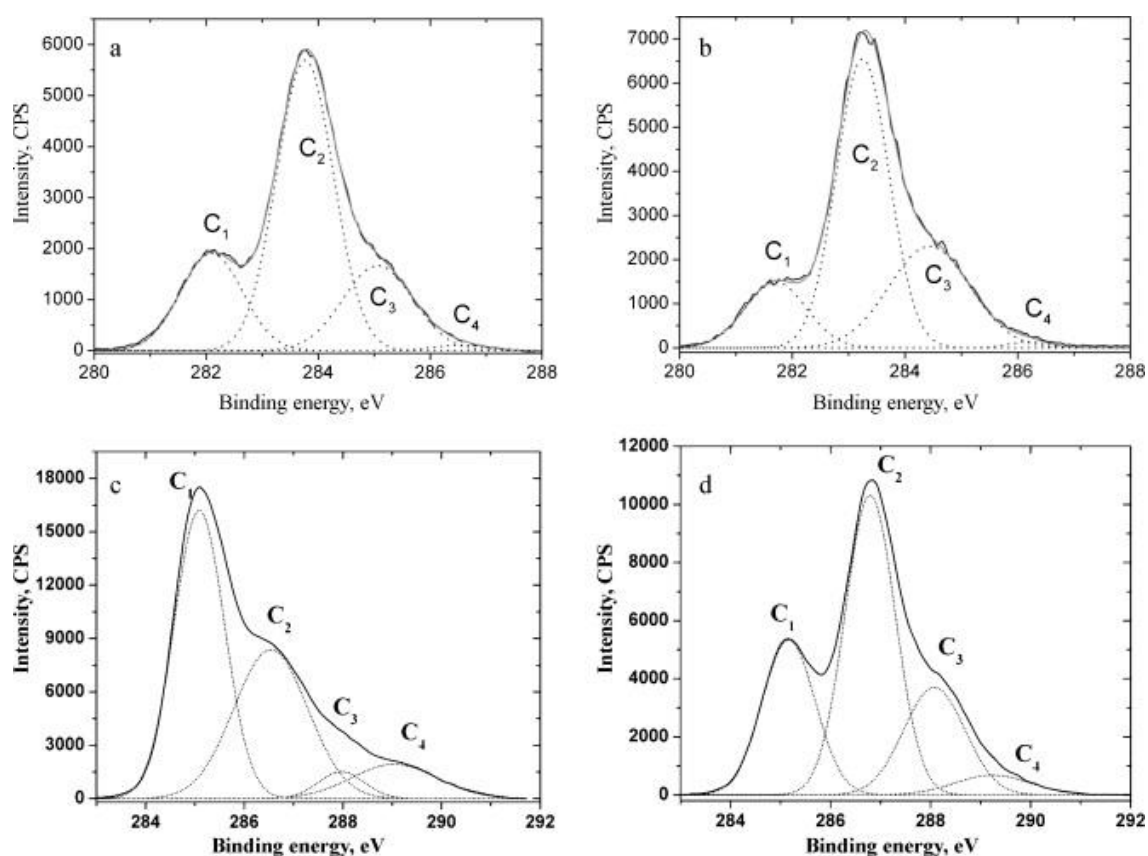 a
6000
5000
4000
3000
2000
1000
0
Intensity, CPS
C1
C2
C3
C4
280 282 284 286 288
Binding energy, eV
b
7000
6000
5000
4000
3000
2000
1000
0
Intensity, CPS
C1
C2
C3
C4
280 282 284 286 288
Binding energy, eV
c
18000
15000
12000
9000
6000
3000
0
Intensity, CPS
C1
C2
C3
C4
284 286 288 290 292
Binding energy, eV
d
12000
10000
8000
6000
4000
2000
0
Intensity, CPS
C1
C2
C3
C4
284 286 288 290 292
Binding energy, eV